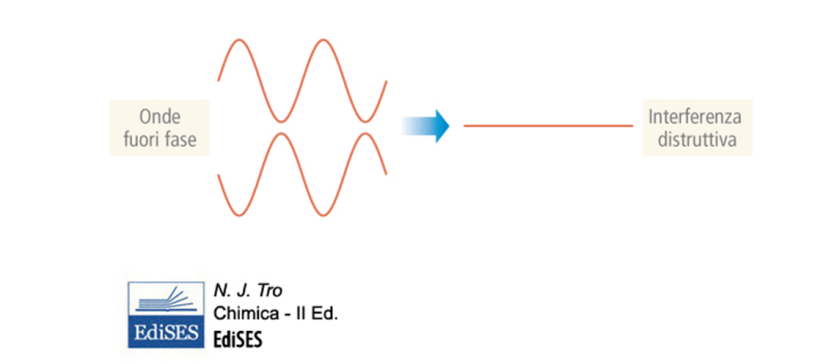 Onde
fuori fase
Interferenza
distruttiva
EdiSES
N. J. Tro
Chimica - II Ed.
EdiSES